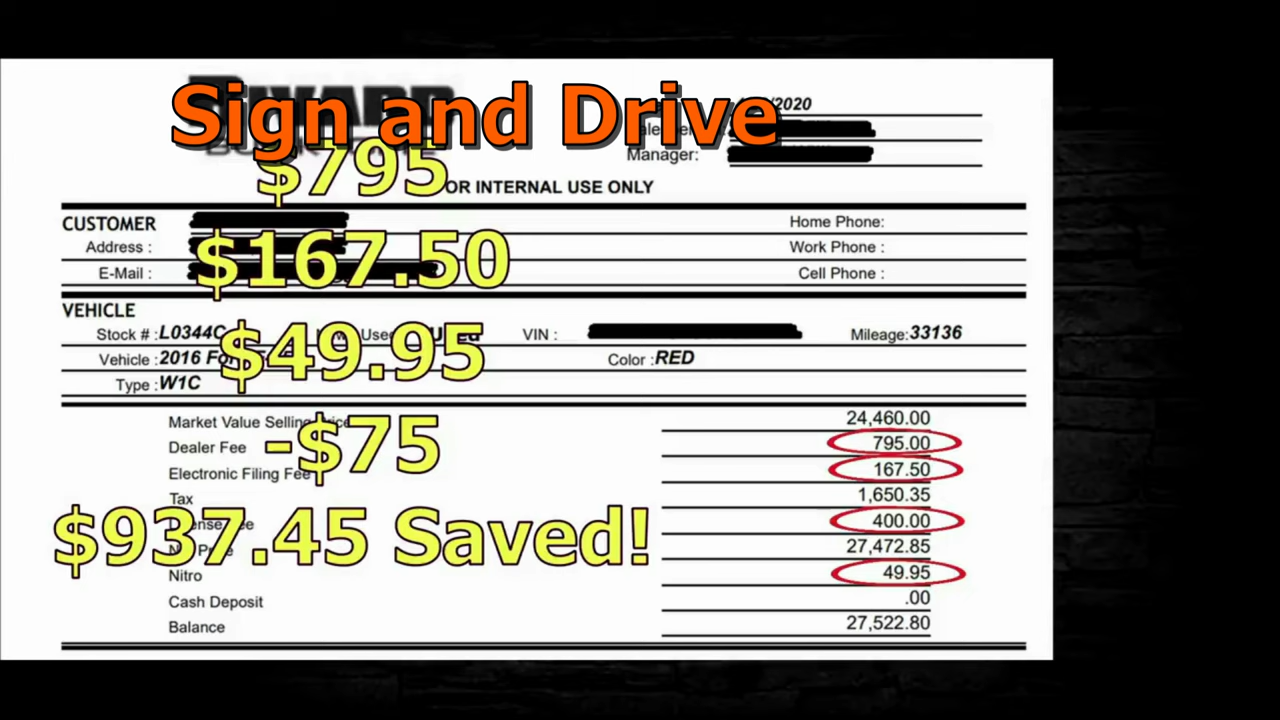 Sign and Drive
/2020
$795
Manager:
OR INTERNAL USE ONLY
CUSTOMER
Home Phone:
Address :
Work Phone :
$167.50
E-Mail :
Cell Phone :
VEHICLE
Stock # : L0344C
Used
VIN :
Mileage: 33136
$49.95
Vehicle : 2016
Color : RED
Type : W1C
Market Value Selling 24,460.00
Dealer Fee 795.00
-$75
Electronic Filing Fee 167.50
Tax 1,650.35
400.00
$937.45 Saved!
27,472.85
Nitro 49.95
Cash Deposit .00
Balance 27,522.80